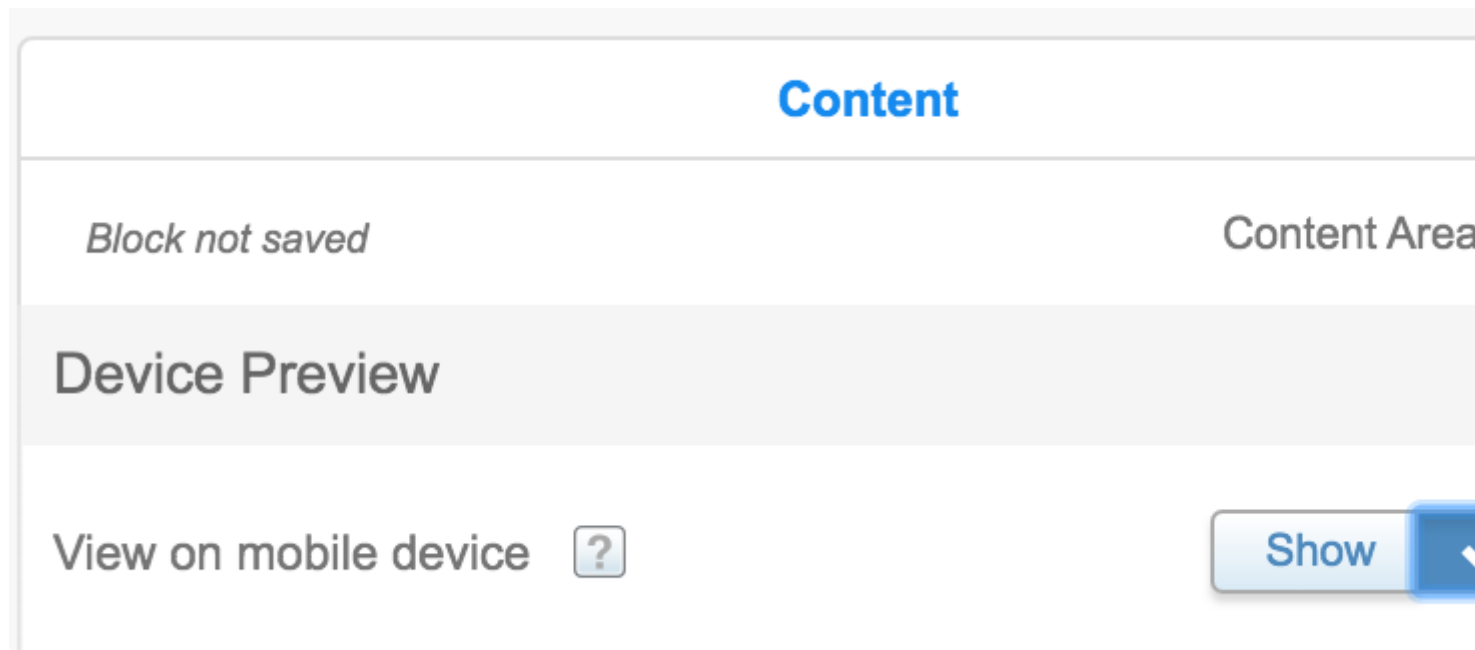 Content
Block not saved Content Area
Device Preview
View on mobile device ? Show